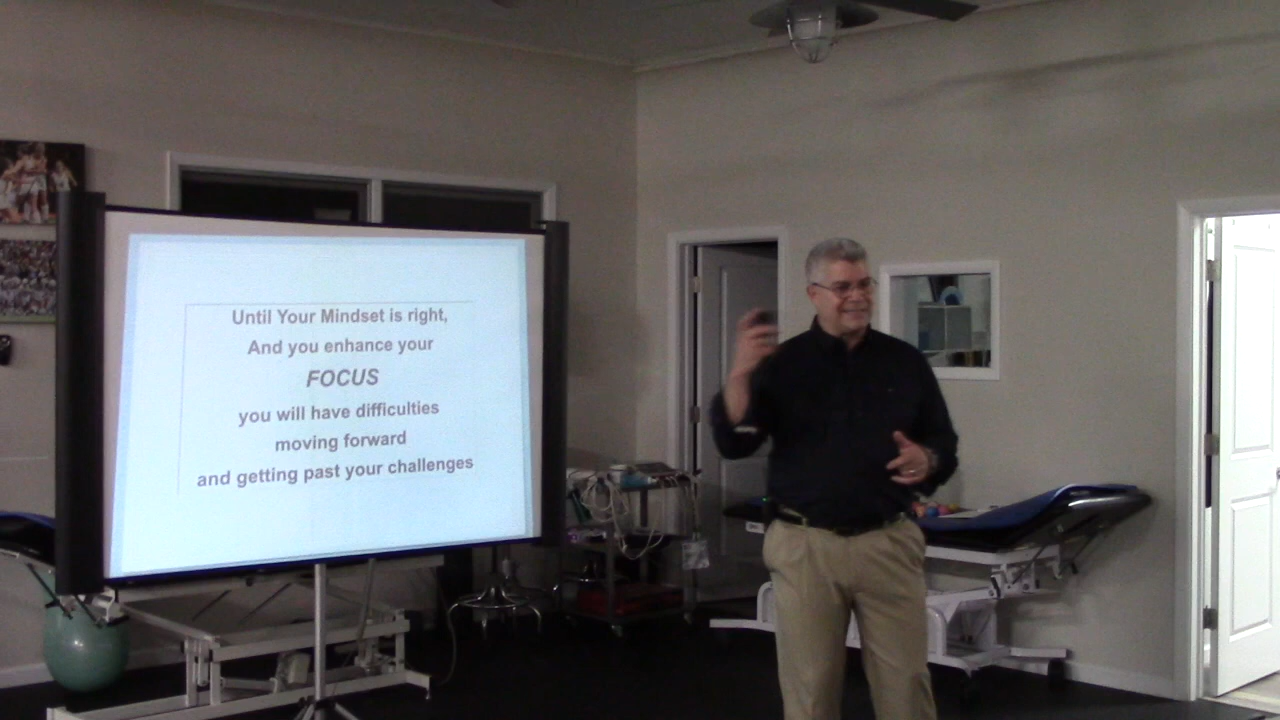 Until Your Mindset is right,
And you enhance your
FOCUS
you will have difficulties
moving forward
and getting past your challenges